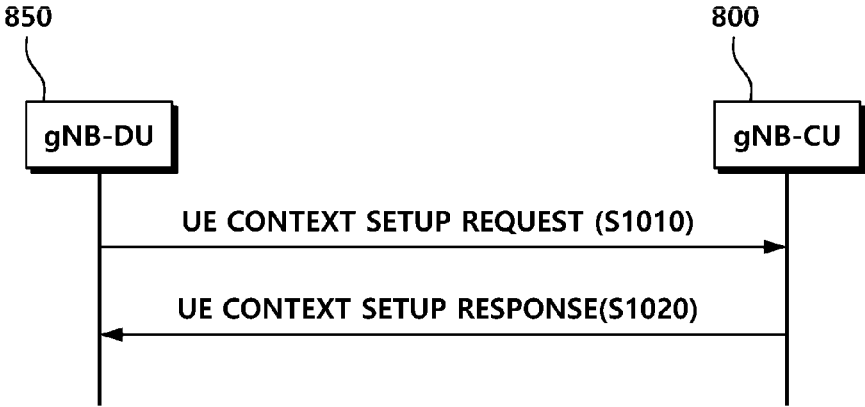 850
800
gNB-DU
gNB-CU
UE CONTEXT SETUP REQUEST (S1010)
UE CONTEXT SETUP RESPONSE(S1020)